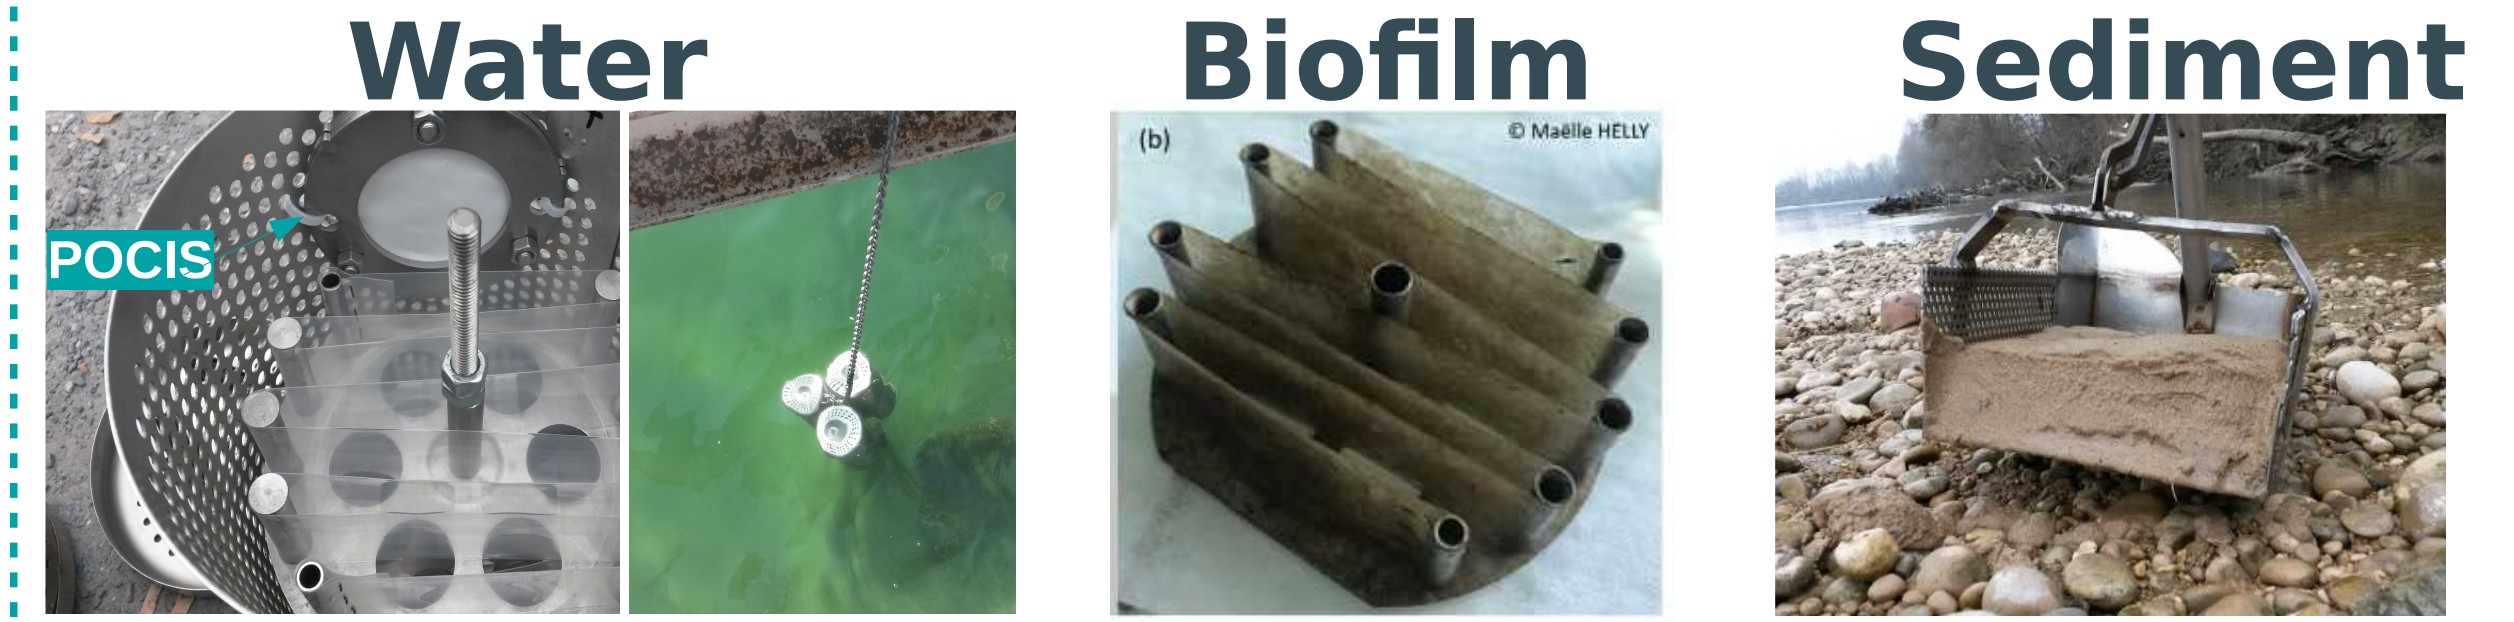 Water
Biofilm
Sediment
(b)
© Maëlle HELLY
POCIS